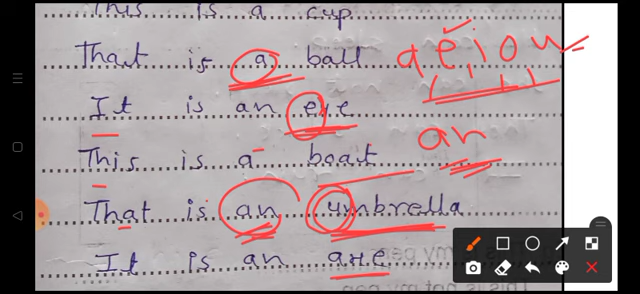 This is a cup
That is a ball a e i o u
It is an eye
This is a boat an
That is an umbrella
It is an axe